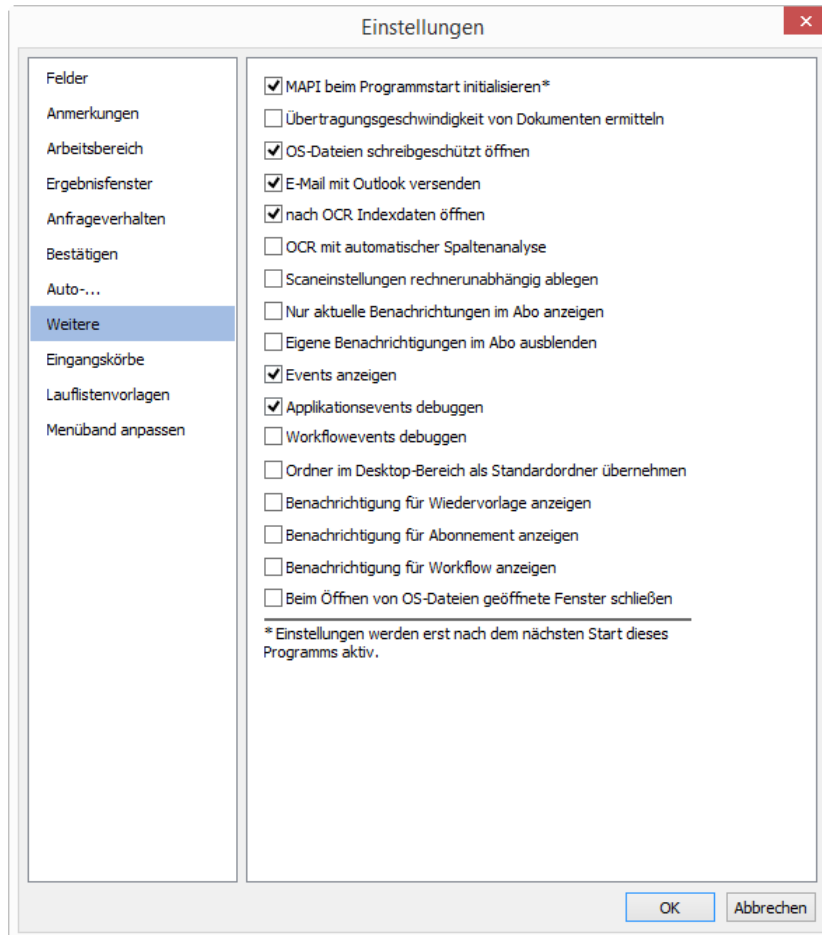 Einstellungen
Felder
Anmerkungen
Arbeitsbereich
Ergebnisfenster
Anfrageverhalten
Bestätigen
Auto-...
Weitere
Eingangskörbe
Lauflistenvorlagen
Menüband anpassen
MAPI beim Programmstart initialisieren*
Übertragungsgeschwindigkeit von Dokumenten ermitteln
OS-Dateien schreibgeschützt öffnen
E-Mail mit Outlook versenden
nach OCR Indexdaten öffnen
OCR mit automatischer Spaltenanalyse
Scaneinstellungen rechnerunabhängig ablegen
Nur aktuelle Benachrichtungen im Abo anzeigen
Eigene Benachrichtigungen im Abo ausblenden
Events anzeigen
Applikationsevents debuggen
Workflowevents debuggen
Ordner im Desktop-Bereich als Standardordner übernehmen
Benachrichtigung für Wiedervorlage anzeigen
Benachrichtigung für Abonnement anzeigen
Benachrichtigung für Workflow anzeigen
Beim Öffnen von OS-Dateien geöffnete Fenster schließen
* Einstellungen werden erst nach dem nächsten Start dieses
Programms aktiv.
OK
Abbrechen